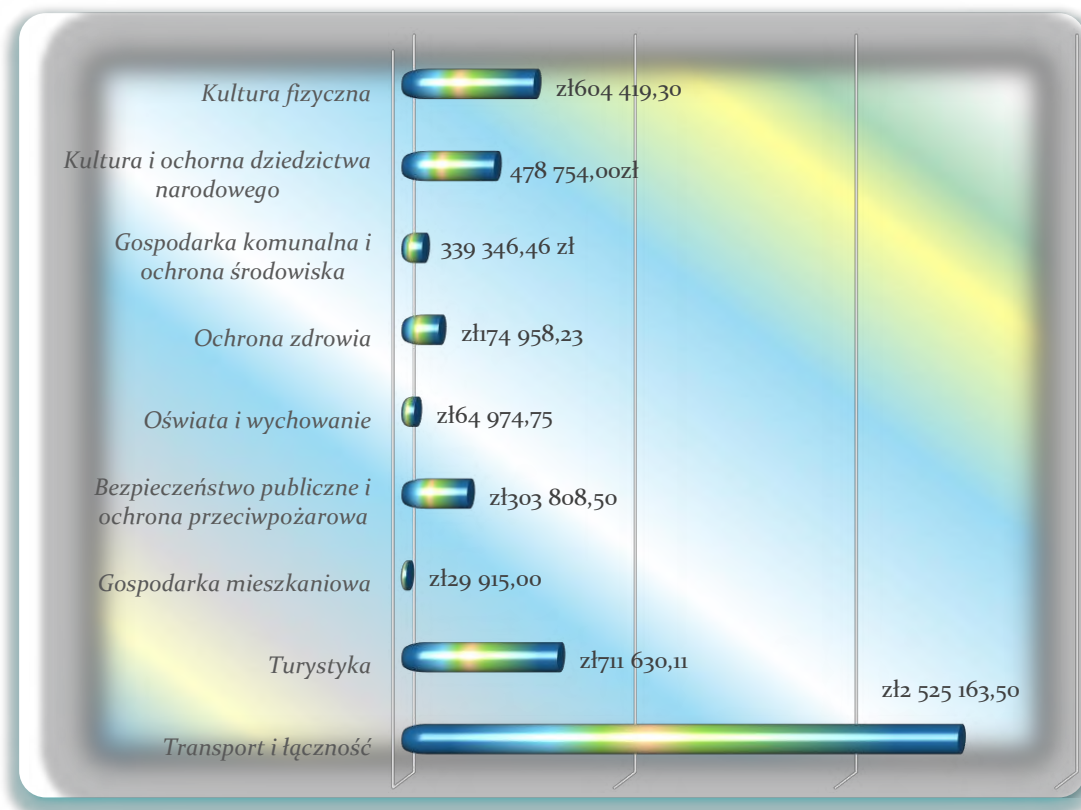 Kultura fizyczna
zł604 419,30
Kultura i ochorna dziedzictwa
narodowego
478 754,00zł
Gospodarka komunalna i
ochrona środowiska
339 346,46 zł
Ochrona zdrowia
zł174 958,23
Oświata i wychowanie
zł64 974,75
Bezpieczeństwo publiczne i
ochrona przeciwpożarowa
zł303 808,50
Gospodarka mieszkaniowa
zł29 915,00
Turystyka
zł711 630,11
zł2 525 163,50
Transport i łączność